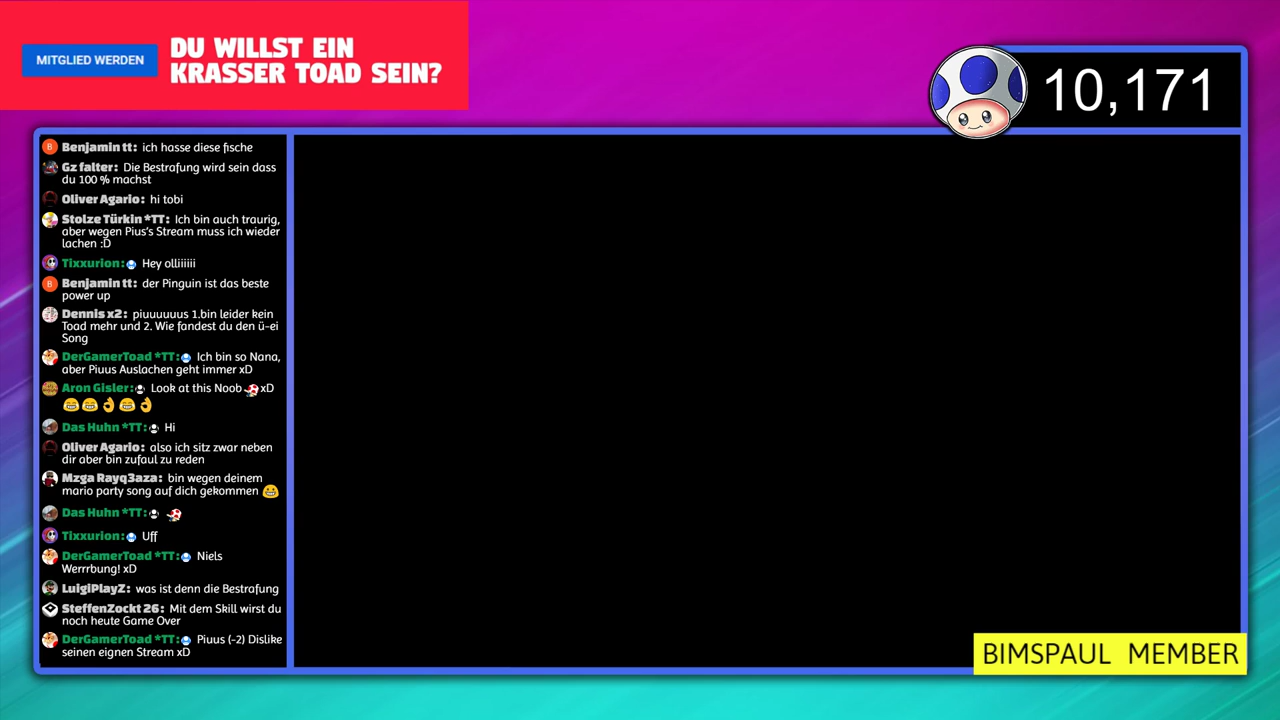 DU WILLST EIN
KRASSER TOAD SEIN?
MITGLIED WERDEN
10,171
Benjamin tt: ich hasse diese fische
Gz falter: Die Bestrafung wird sein dass
du 100 % machst
Oliver Agario: hi tobi
Stolze Türkin *TT: Ich bin auch traurig,
aber wegen Pius's Stream muss ich wieder
lachen :D
Tixxurion: Hey olliiiiii
Benjamin tt: der Pinguin ist das beste
power up
Dennis x2: piuuuuuus 1.bin leider kein
Toad mehr und 2. Wie fandest du den ü-ei
Song
DerGamerToad *TT: Ich bin so Nana,
aber Piuus Auslachen geht immer xD
Aron Gisler: Look at this Noob xD
😂😂👌😂👌
Das Huhn *TT: Hi
Oliver Agario: also ich sitz zwar neben
dir aber bin zufaul zu reden
Mzga Rayq3aza: bin wegen deinem
mario party song auf dich gekommen 😁
Das Huhn *TT:
Tixxurion: Uff
DerGamerToad *TT: Niels
Werrrbung! xD
LuigiPlayZ: was ist denn die Bestrafung
SteffenZockt 26: Mit dem Skill wirst du
noch heute Game Over
DerGamerToad *TT: Piuus (-2) Dislike
seinen eignen Stream xD
B
B
BIMSPAUL MEMBER